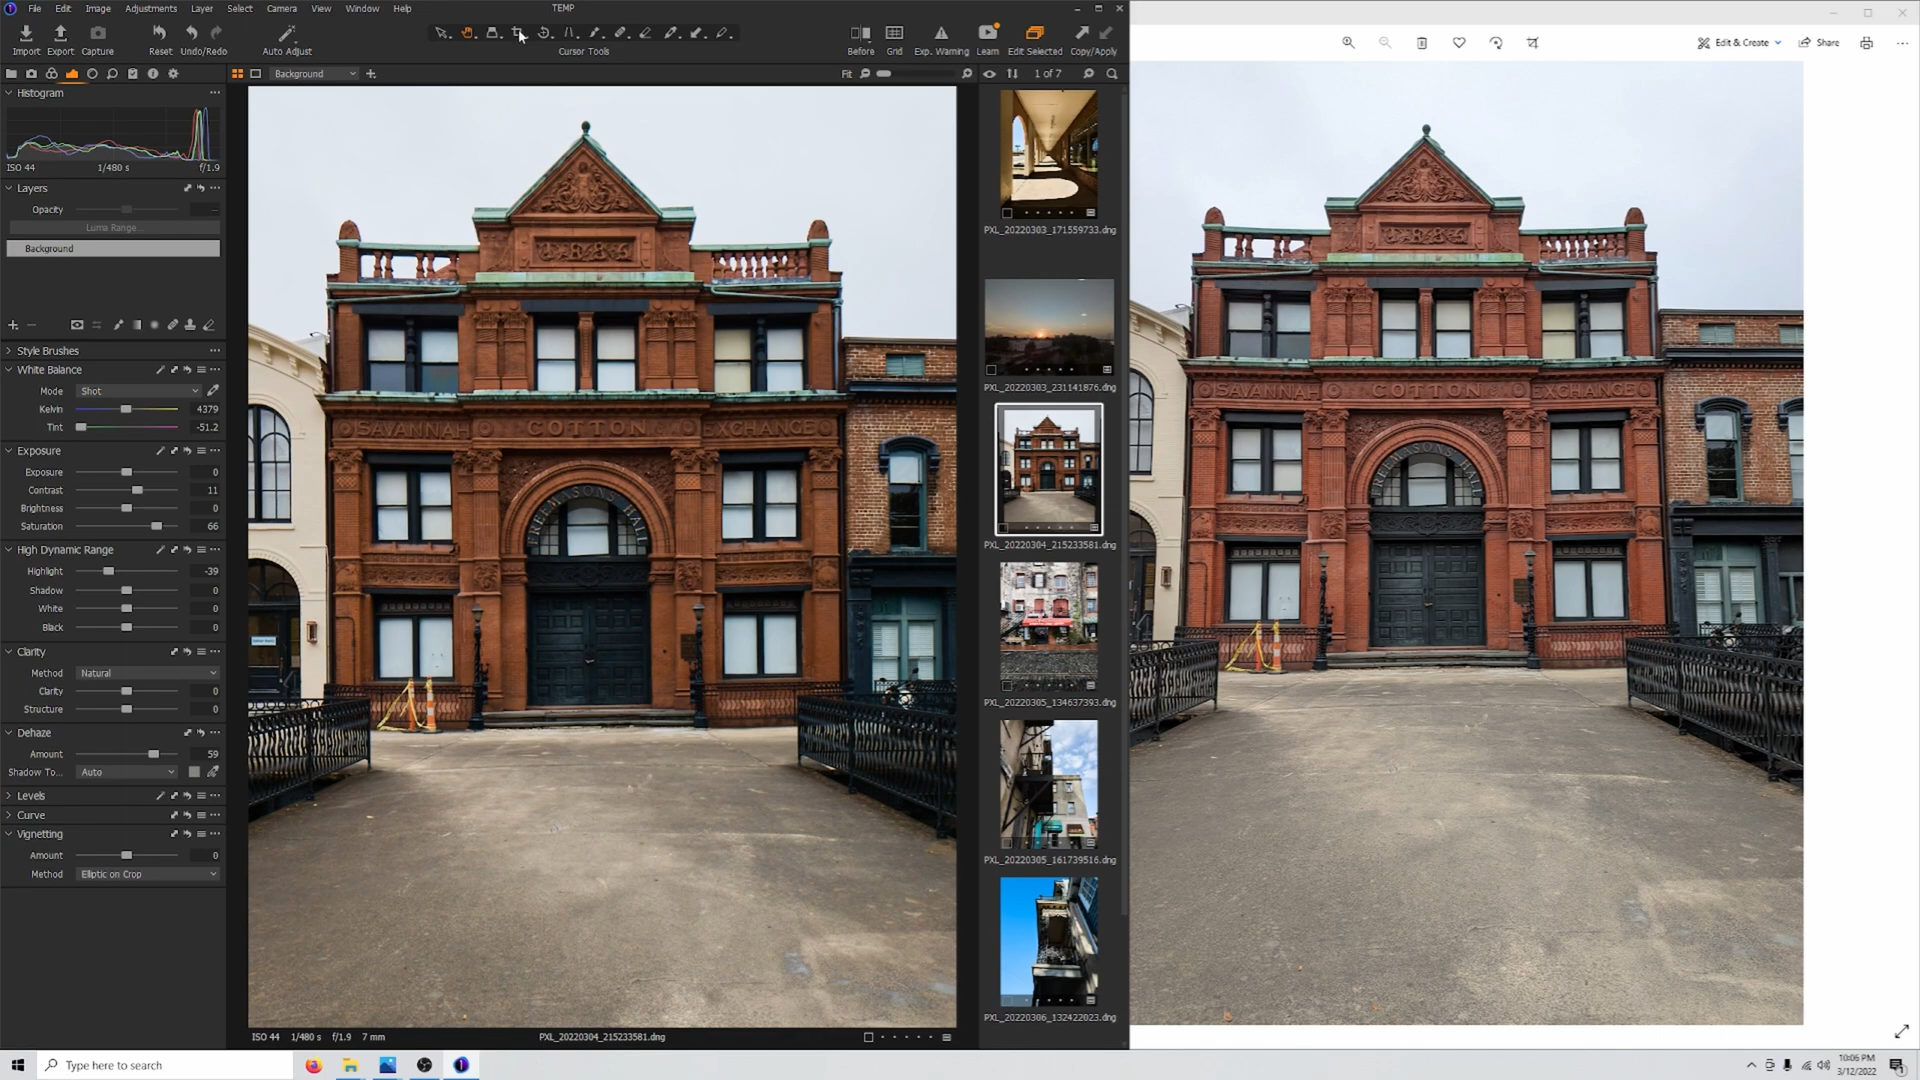 File Edit Image Adjustments Layer Select Camera View Window Help TEMP
Import Export Capture Reset Undo/Redo Auto Adjust Cursor Tools Before Grid Exp. Warning Learn Edit Selected Copy/Apply
Edit & Create Share
Background Fit 1 of 7
Histogram
ISO 44 1/480 s f/1.9
Layers
Opacity
Luma Range...
Background
Style Brushes
White Balance
Mode Shot
Kelvin 4379
Tint -51.2
Exposure
Exposure 0
Contrast 11
Brightness 0
Saturation 66
High Dynamic Range
Highlight -39
Shadow 0
White 0
Black 0
Clarity
Method Natural
Clarity 0
Structure 0
Dehaze
Amount 59
Shadow To... Auto
Levels
Curve
Vignetting
Amount 0
Method Elliptic on Crop
SAVANNAH COTTON EXCHANGE
FREEMASONS HALL
ISO 44 1/480 s f/1.9 7 mm PXL_20220304_215233581.dng
PXL_20220303_171559733.dng
PXL_20220303_231141876.dng
PXL_20220304_215233581.dng
PXL_20220305_134637393.dng
PXL_20220305_161739516.dng
PXL_20220306_132422023.dng
SAVANNAH COTTON EXCHANGE
FREEMASONS HALL
Type here to search
10:06 PM
3/12/2022